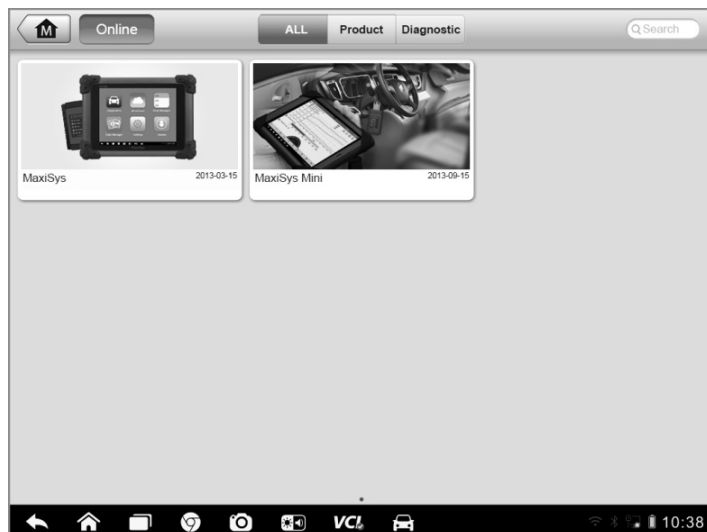 M
Online
ALL
Product
Diagnostic
Search
MaxiSys
2013-03-15
MaxiSys Mini
2013-09-15
VCI
10:38